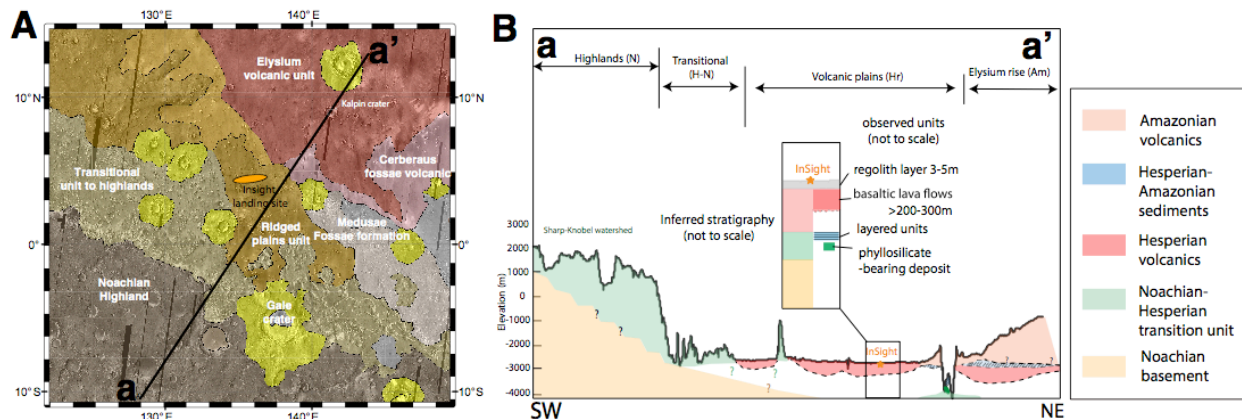 A
130°E
140°E
a'
Elysium
volcanic unit
10°N
10°N
Kalpin crater
Transitional
unit to highlands
Cerberaus
fossae volcanic
Insight
landing site
Medusae
Fossae formation
Ridged
plains unit
0°
0°
Noachian
Highland
Gale
crater
a
10°S
10°S
130°E
140°E
B
a
a'
Highlands (N)
Transitional
(H-N)
Volcanic plains (Hr)
Elysium rise (Am)
observed units
(not to scale)
InSight
regolith layer 3-5m
basaltic lava flows
>200-300m
layered units
phyllosilicate
-bearing deposit
Inferred stratigraphy
(not to scale)
Sharp-Knobel watershed
Elevation (m)
3000
2000
1000
0
-1000
-2000
-3000
-4000
?
?
?
?
?
?
?
?
InSight
SW
NE
Amazonian
volcanics
Hesperian-
Amazonian
sediments
Hesperian
volcanics
Noachian-
Hesperian
transition unit
Noachian
basement